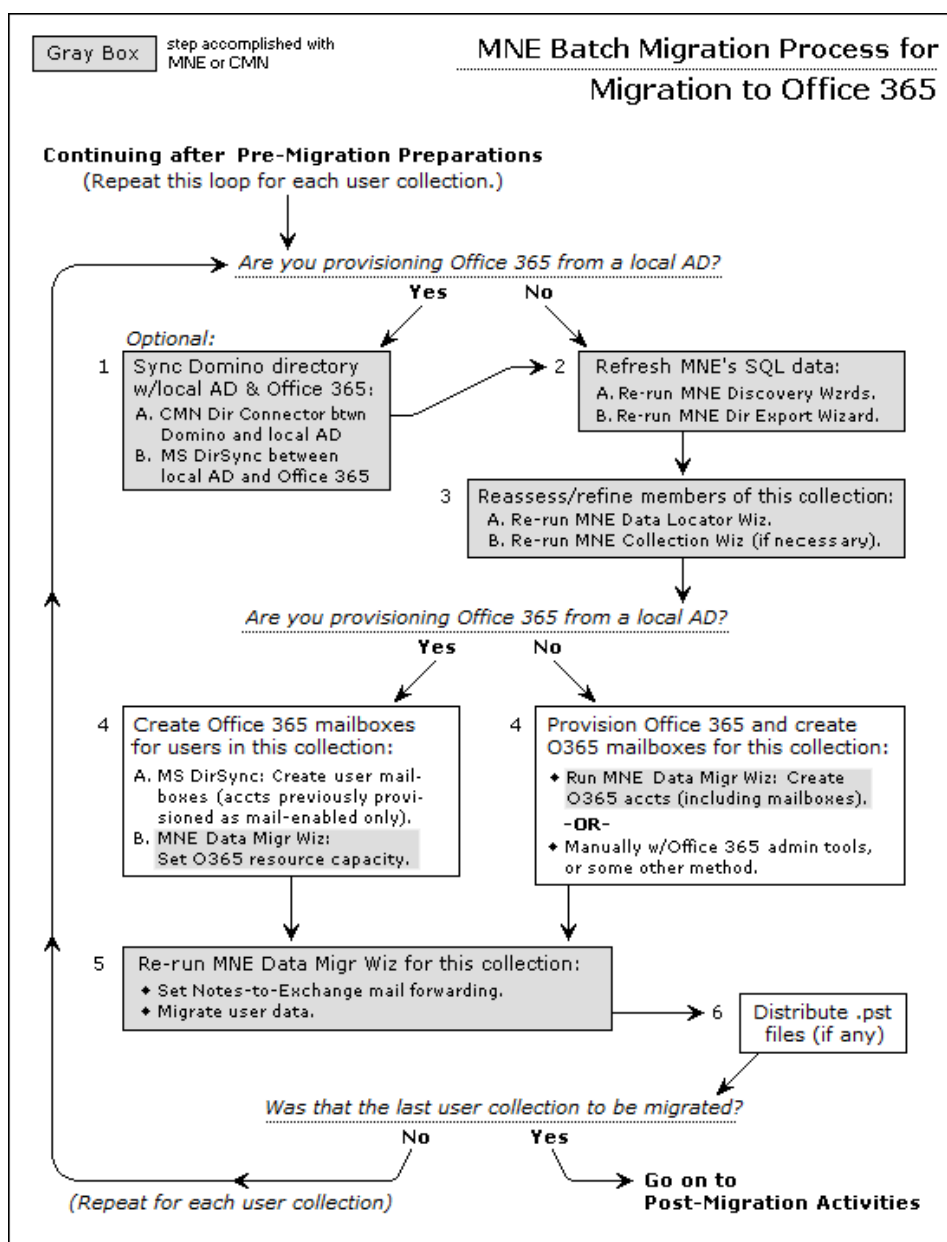 Gray Box
step accomplished with
MNE or CMN
MNE Batch Migration Process for
Migration to Office 365
Continuing after Pre-Migration Preparations
(Repeat this loop for each user collection.)
Are you provisioning Office 365 from a local AD?
Yes
No
Optional:
1
Sync Domino directory
w/local AD & Office 365:
A. CMN Dir Connector btwn
Domino and local AD
B. MS DirSync between
local AD and Office 365
2
Refresh MNE's SQL data:
A. Re-run MNE Discovery Wzrds.
B. Re-run MNE Dir Export Wizard.
3
Reassess/refine members of this collection:
A. Re-run MNE Data Locator Wiz.
B. Re-run MNE Collection Wiz (if necessary).
Are you provisioning Office 365 from a local AD?
Yes
No
4
Create Office 365 mailboxes
for users in this collection:
A. MS DirSync: Create user mail-
boxes (accts previously provi-
sioned as mail-enabled only).
B. MNE Data Migr Wiz:
Set O365 resource capacity.
4
Provision Office 365 and create
O365 mailboxes for this collection:
◆ Run MNE Data Migr Wiz: Create
O365 accts (including mailboxes).
-OR-
◆ Manually w/Office 365 admin tools,
or some other method.
5
Re-run MNE Data Migr Wiz for this collection:
◆ Set Notes-to-Exchange mail forwarding.
◆ Migrate user data.
6
Distribute .pst
files (if any)
Was that the last user collection to be migrated?
No
Yes
(Repeat for each user collection)
Go on to
Post-Migration Activities